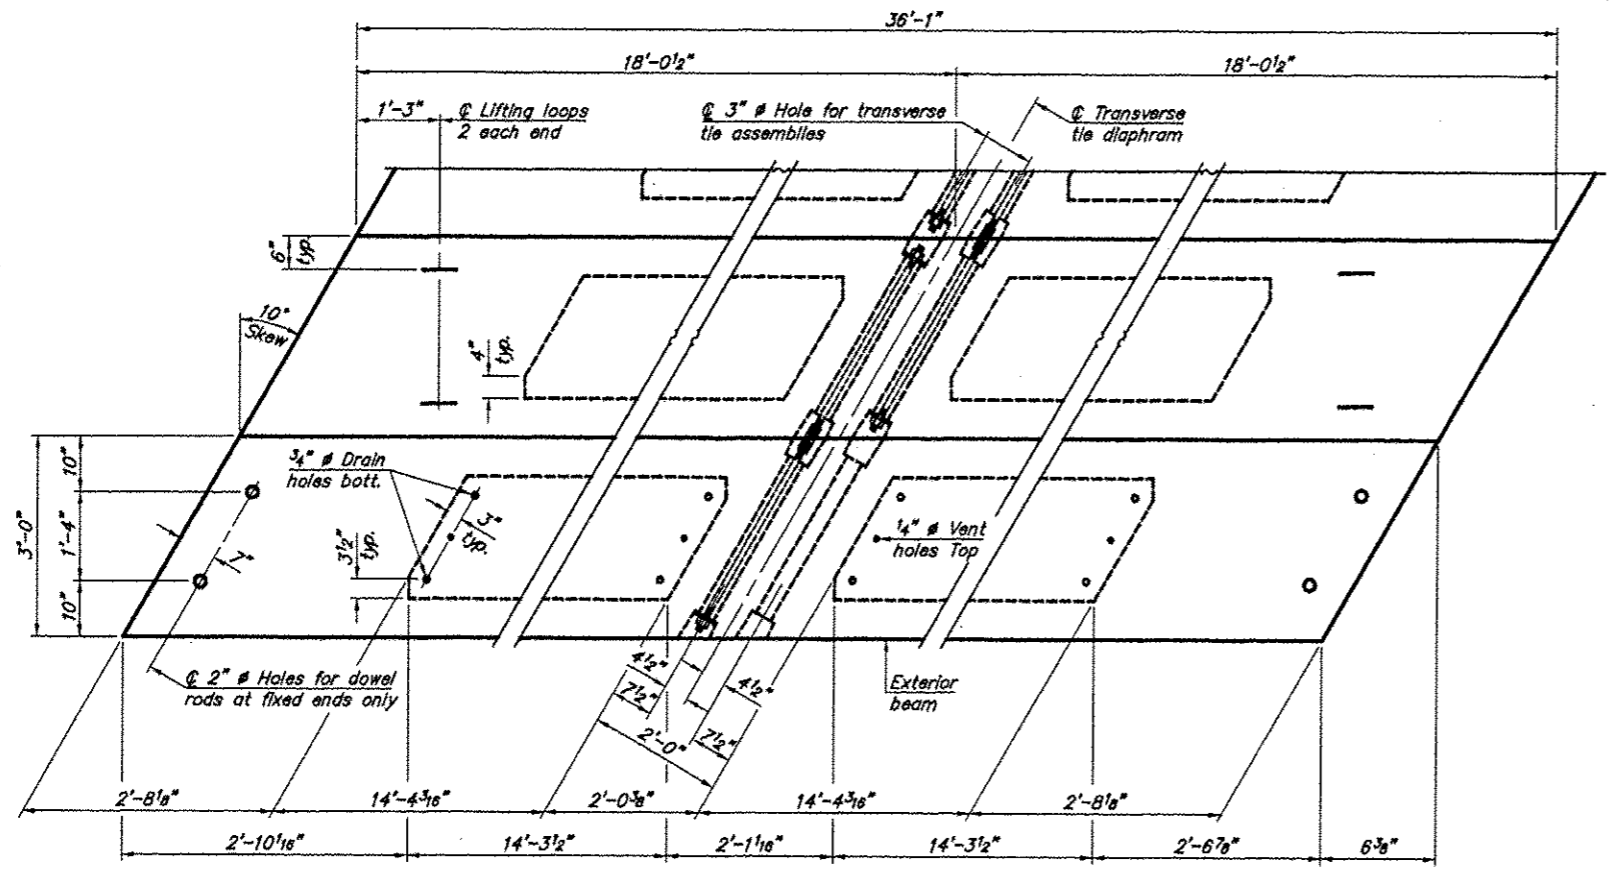 36'-1"
18'-0½"
18'-0½"
1'-3"
℄ Lifting loops
2 each end
℄ 3" ø Hole for transverse
tie assemblies
℄ Transverse
tie diaphram
6"
typ.
10°
Skew
4"
typ.
¾" ø Drain
holes bott.
3"
typ.
3½"
typ.
¼" ø Vent
holes Top
3'-0"
10"
1'-4"
10"
7"
℄ 2" ø Holes for dowel
rods at fixed ends only
4½"
7½"
2'-0"
4½"
7½"
Exterior
beam
2'-8⅛"
14'-4³⁄₁₆"
2'-0⅜"
14'-4³⁄₁₆"
2'-8⅛"
2'-10¹⁄₁₆"
14'-3½"
2'-1¹⁄₁₆"
14'-3½"
2'-6⅞"
6⅜"